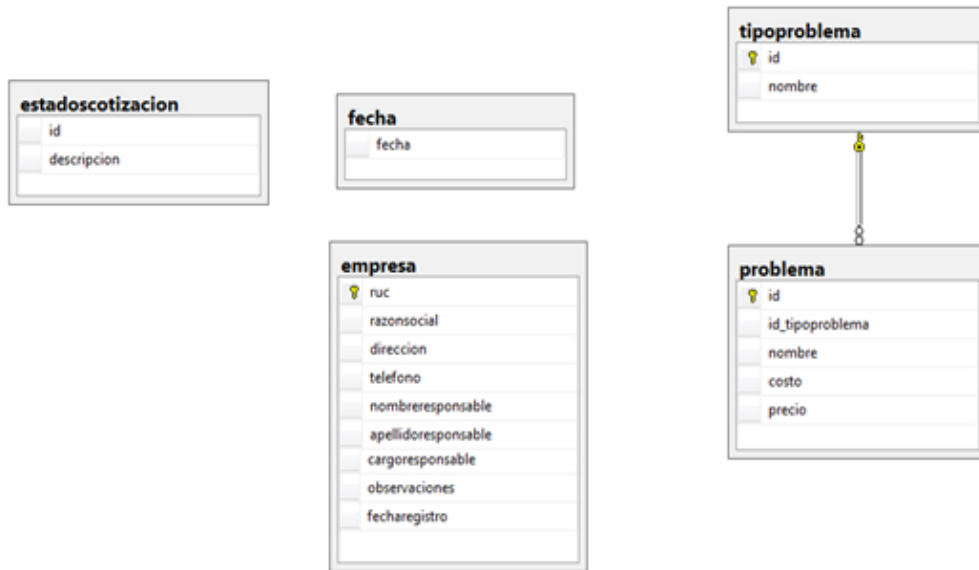 estadoscotizacion
id
descripcion
fecha
fecha
empresa
ruc
razonsocial
direccion
telefono
nombreresponsable
apellidoresponsable
cargoresponsable
observaciones
fecharegistro
tipoproblema
id
nombre
problema
id
id_tipoproblema
nombre
costo
precio